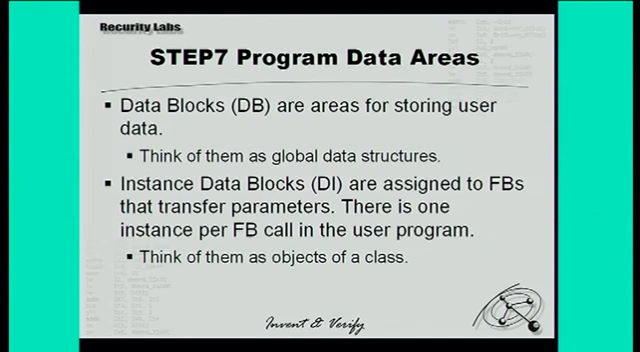 Recurity Labs
STEP7 Program Data Areas
▪ Data Blocks (DB) are areas for storing user
data.
▪ Think of them as global data structures.
▪ Instance Data Blocks (DI) are assigned to FBs
that transfer parameters. There is one
instance per FB call in the user program.
▪ Think of them as objects of a class.
Invent & Verify